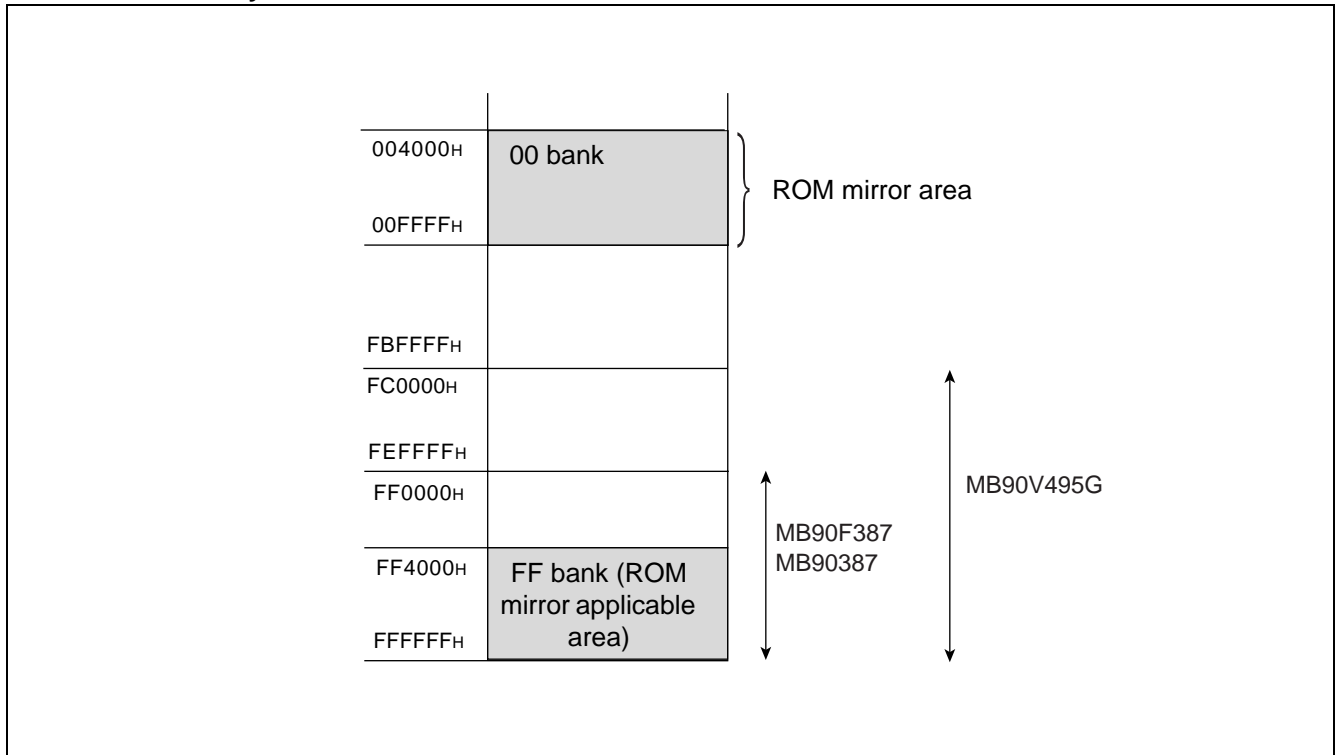 004000H
00 bank
ROM mirror area
00FFFFH
FBFFFFH
FC0000H
FEFFFFH
FF0000H
MB90V495G
MB90F387
MB90387
FF4000H
FF bank (ROM
mirror applicable
area)
FFFFFFH